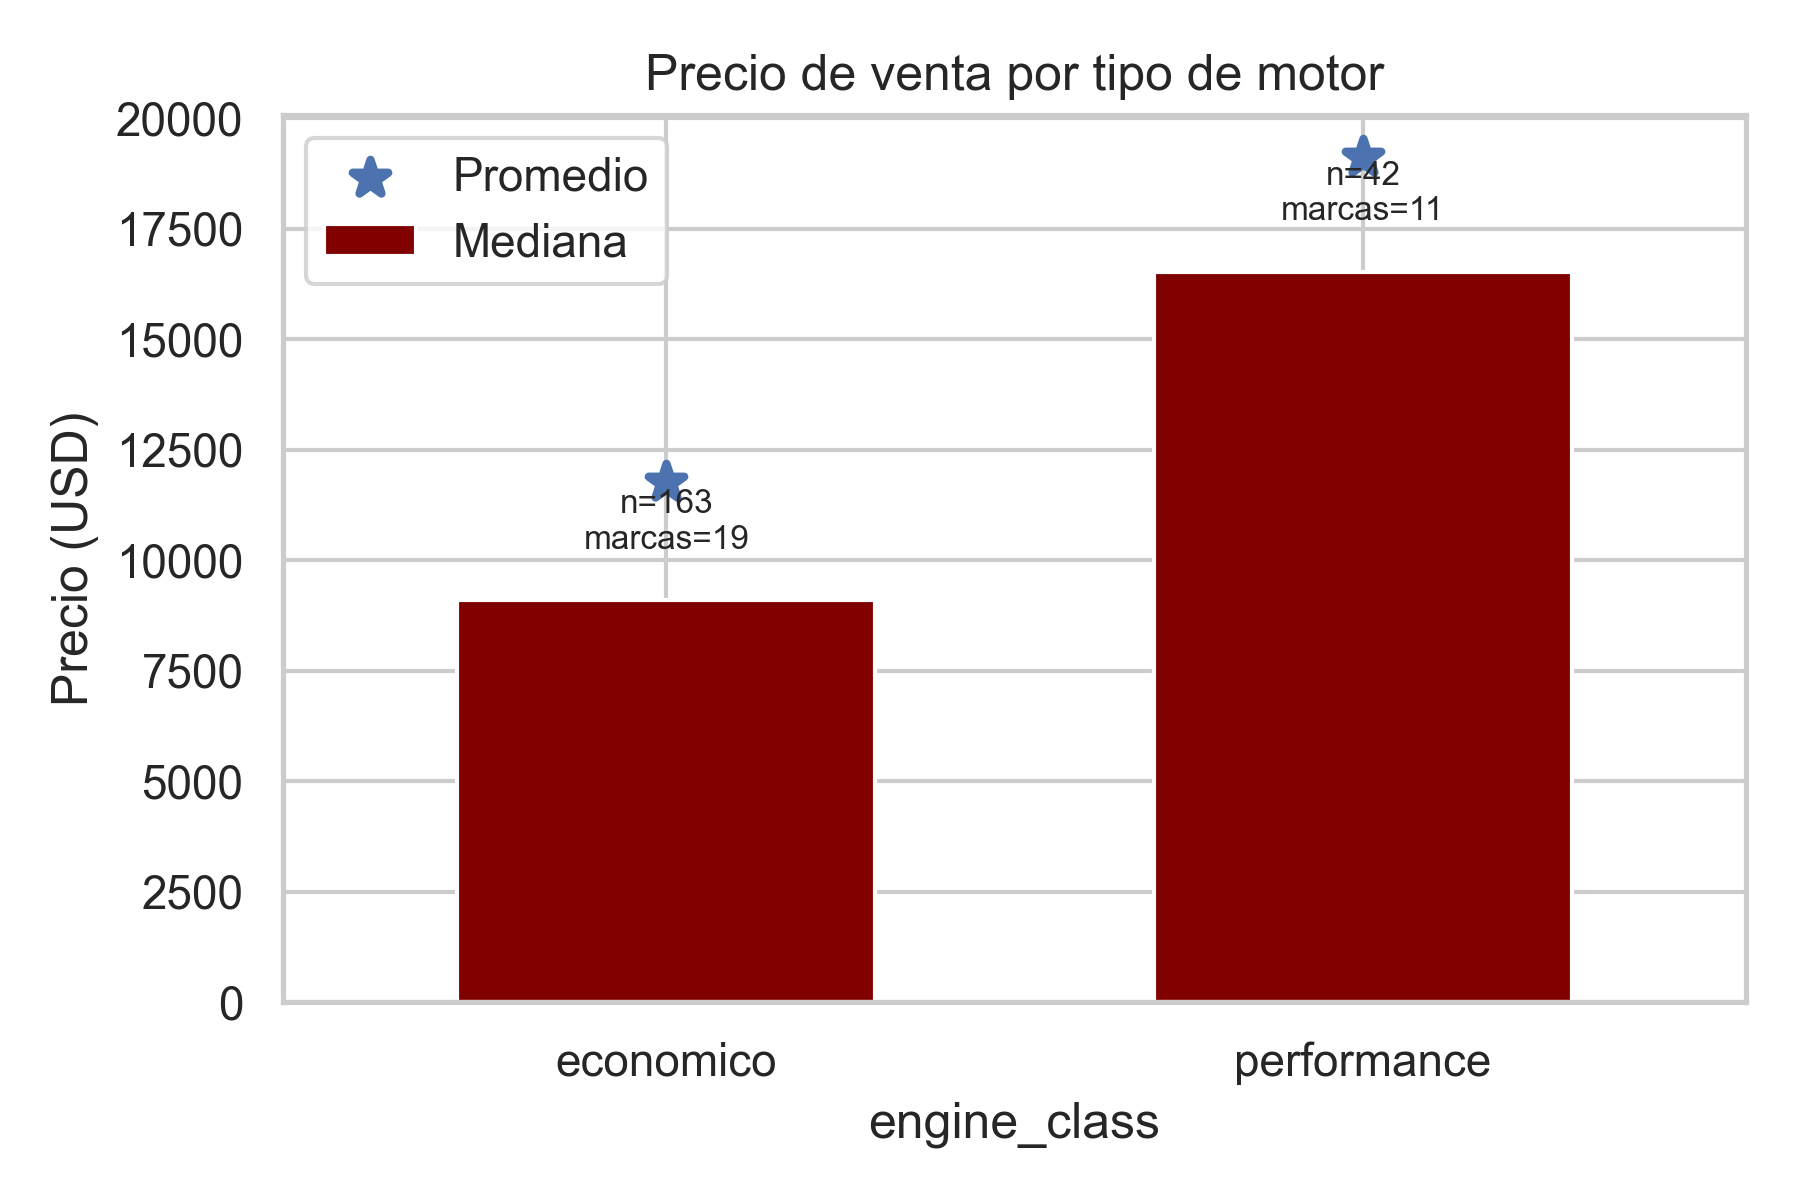 Precio de venta por tipo de motor
Promedio
Mediana
Precio (USD)
20000
17500
15000
12500
10000
7500
5000
2500
0
n=163
marcas=19
n=42
marcas=11
economico
performance
engine_class